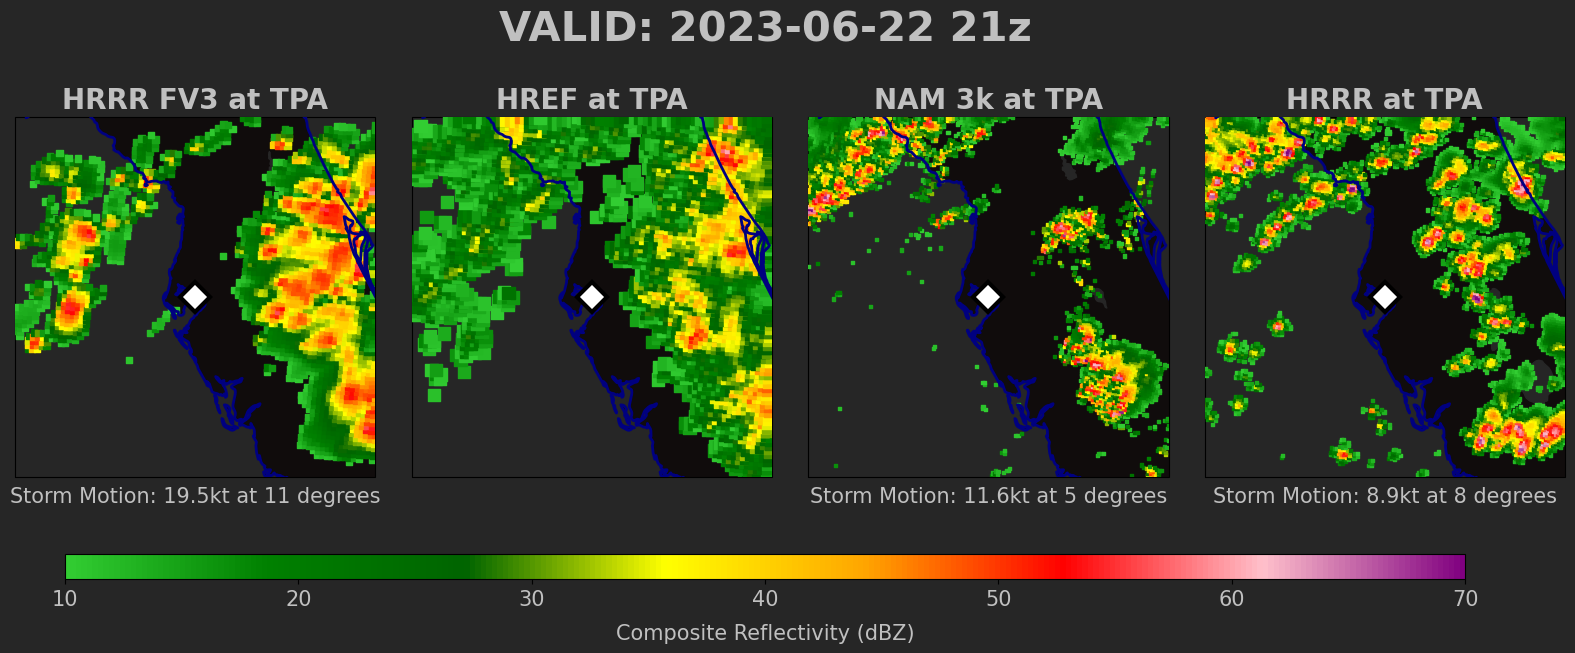 VALID: 2023-06-22 21z
HRRR FV3 at TPA
HREF at TPA
NAM 3k at TPA
HRRR at TPA
Storm Motion: 19.5kt at 11 degrees
Storm Motion: 11.6kt at 5 degrees
Storm Motion: 8.9kt at 8 degrees
10 20 30 40 50 60 70
Composite Reflectivity (dBZ)